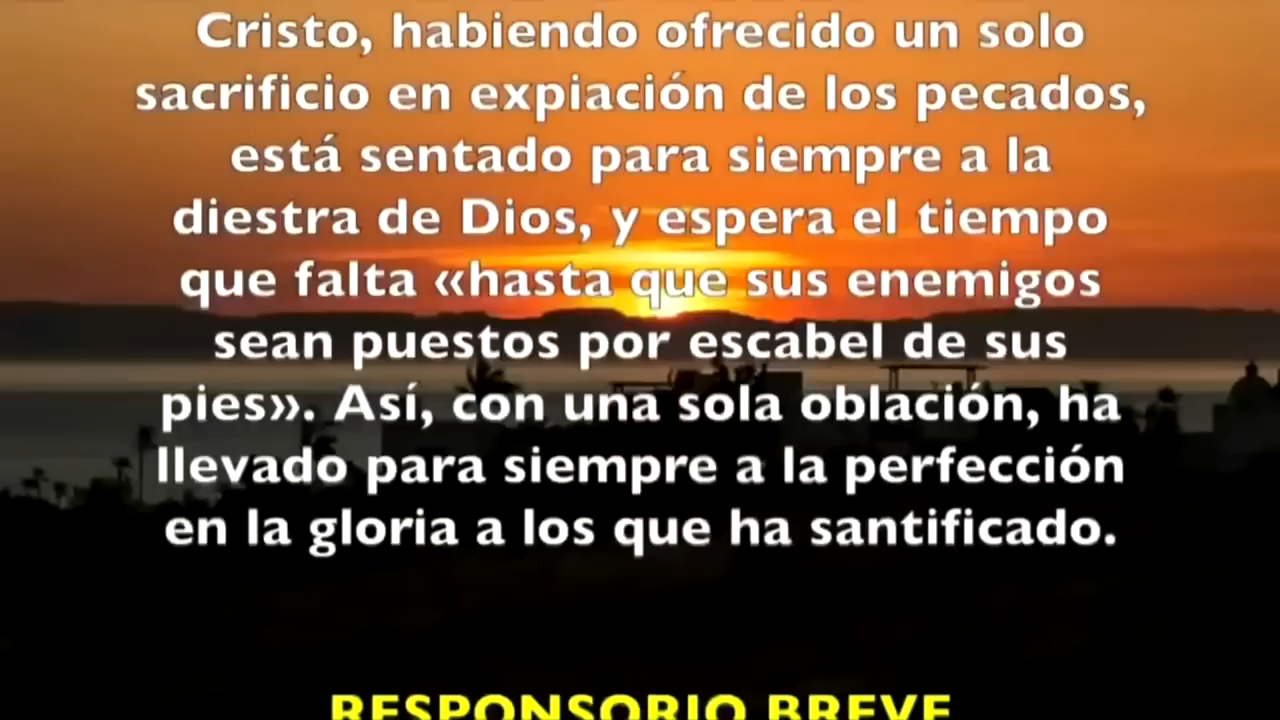 Cristo, habiendo ofrecido un solo
sacrificio en expiación de los pecados,
está sentado para siempre a la
diestra de Dios, y espera el tiempo
que falta «hasta que sus enemigos
sean puestos por escabel de sus
pies». Así, con una sola oblación, ha
llevado para siempre a la perfección
en la gloria a los que ha santificado.
RESPONSORIO BREVE